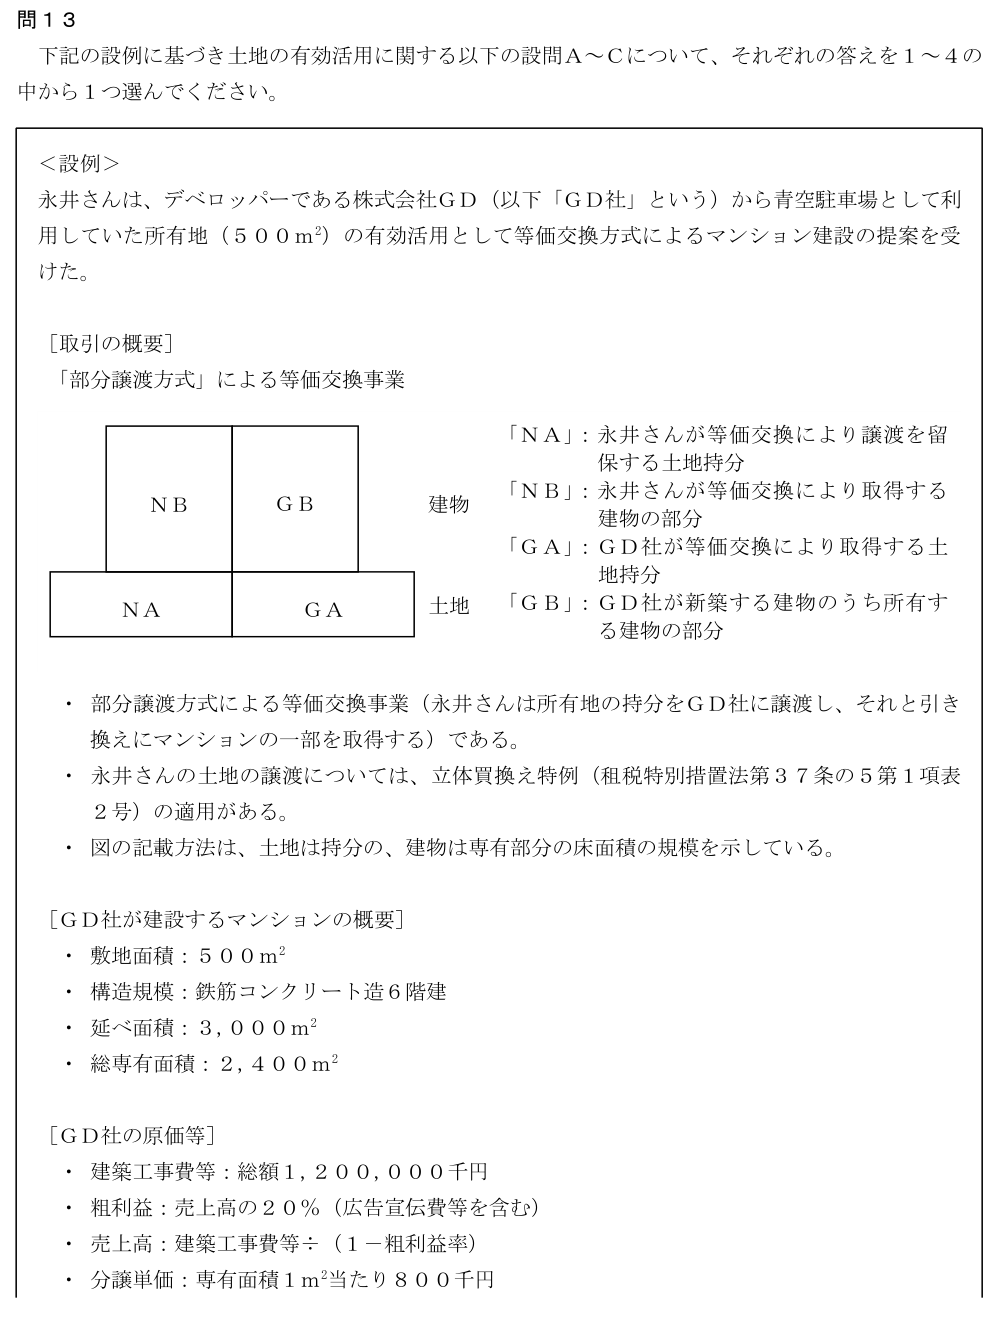 問１３
下記の設例に基づき土地の有効活用に関する以下の設問Ａ～Ｃについて、それぞれの答えを１～４の
中から１つ選んでください。
＜設例＞
永井さんは、デベロッパーである株式会社ＧＤ（以下「ＧＤ社」という）から青空駐車場として利
用していた所有地（５００ｍ²）の有効活用として等価交換方式によるマンション建設の提案を受
けた。
［取引の概要］
「部分譲渡方式」による等価交換事業
ＮＢ ＧＢ 建物
ＮＡ ＧＡ 土地
「ＮＡ」：永井さんが等価交換により譲渡を留
保する土地持分
「ＮＢ」：永井さんが等価交換により取得する
建物の部分
「ＧＡ」：ＧＤ社が等価交換により取得する土
地持分
「ＧＢ」：ＧＤ社が新築する建物のうち所有す
る建物の部分
・ 部分譲渡方式による等価交換事業（永井さんは所有地の持分をＧＤ社に譲渡し、それと引き
換えにマンションの一部を取得する）である。
・ 永井さんの土地の譲渡については、立体買換え特例（租税特別措置法第３７条の５第１項表
２号）の適用がある。
・ 図の記載方法は、土地は持分の、建物は専有部分の床面積の規模を示している。
［ＧＤ社が建設するマンションの概要］
・ 敷地面積：５００ｍ²
・ 構造規模：鉄筋コンクリート造６階建
・ 延べ面積：３，０００ｍ²
・ 総専有面積：２，４００ｍ²
［ＧＤ社の原価等］
・ 建築工事費等：総額１，２００，０００千円
・ 粗利益：売上高の２０％（広告宣伝費等を含む）
・ 売上高：建築工事費等÷（１－粗利益率）
・ 分譲単価：専有面積１ｍ²当たり８００千円